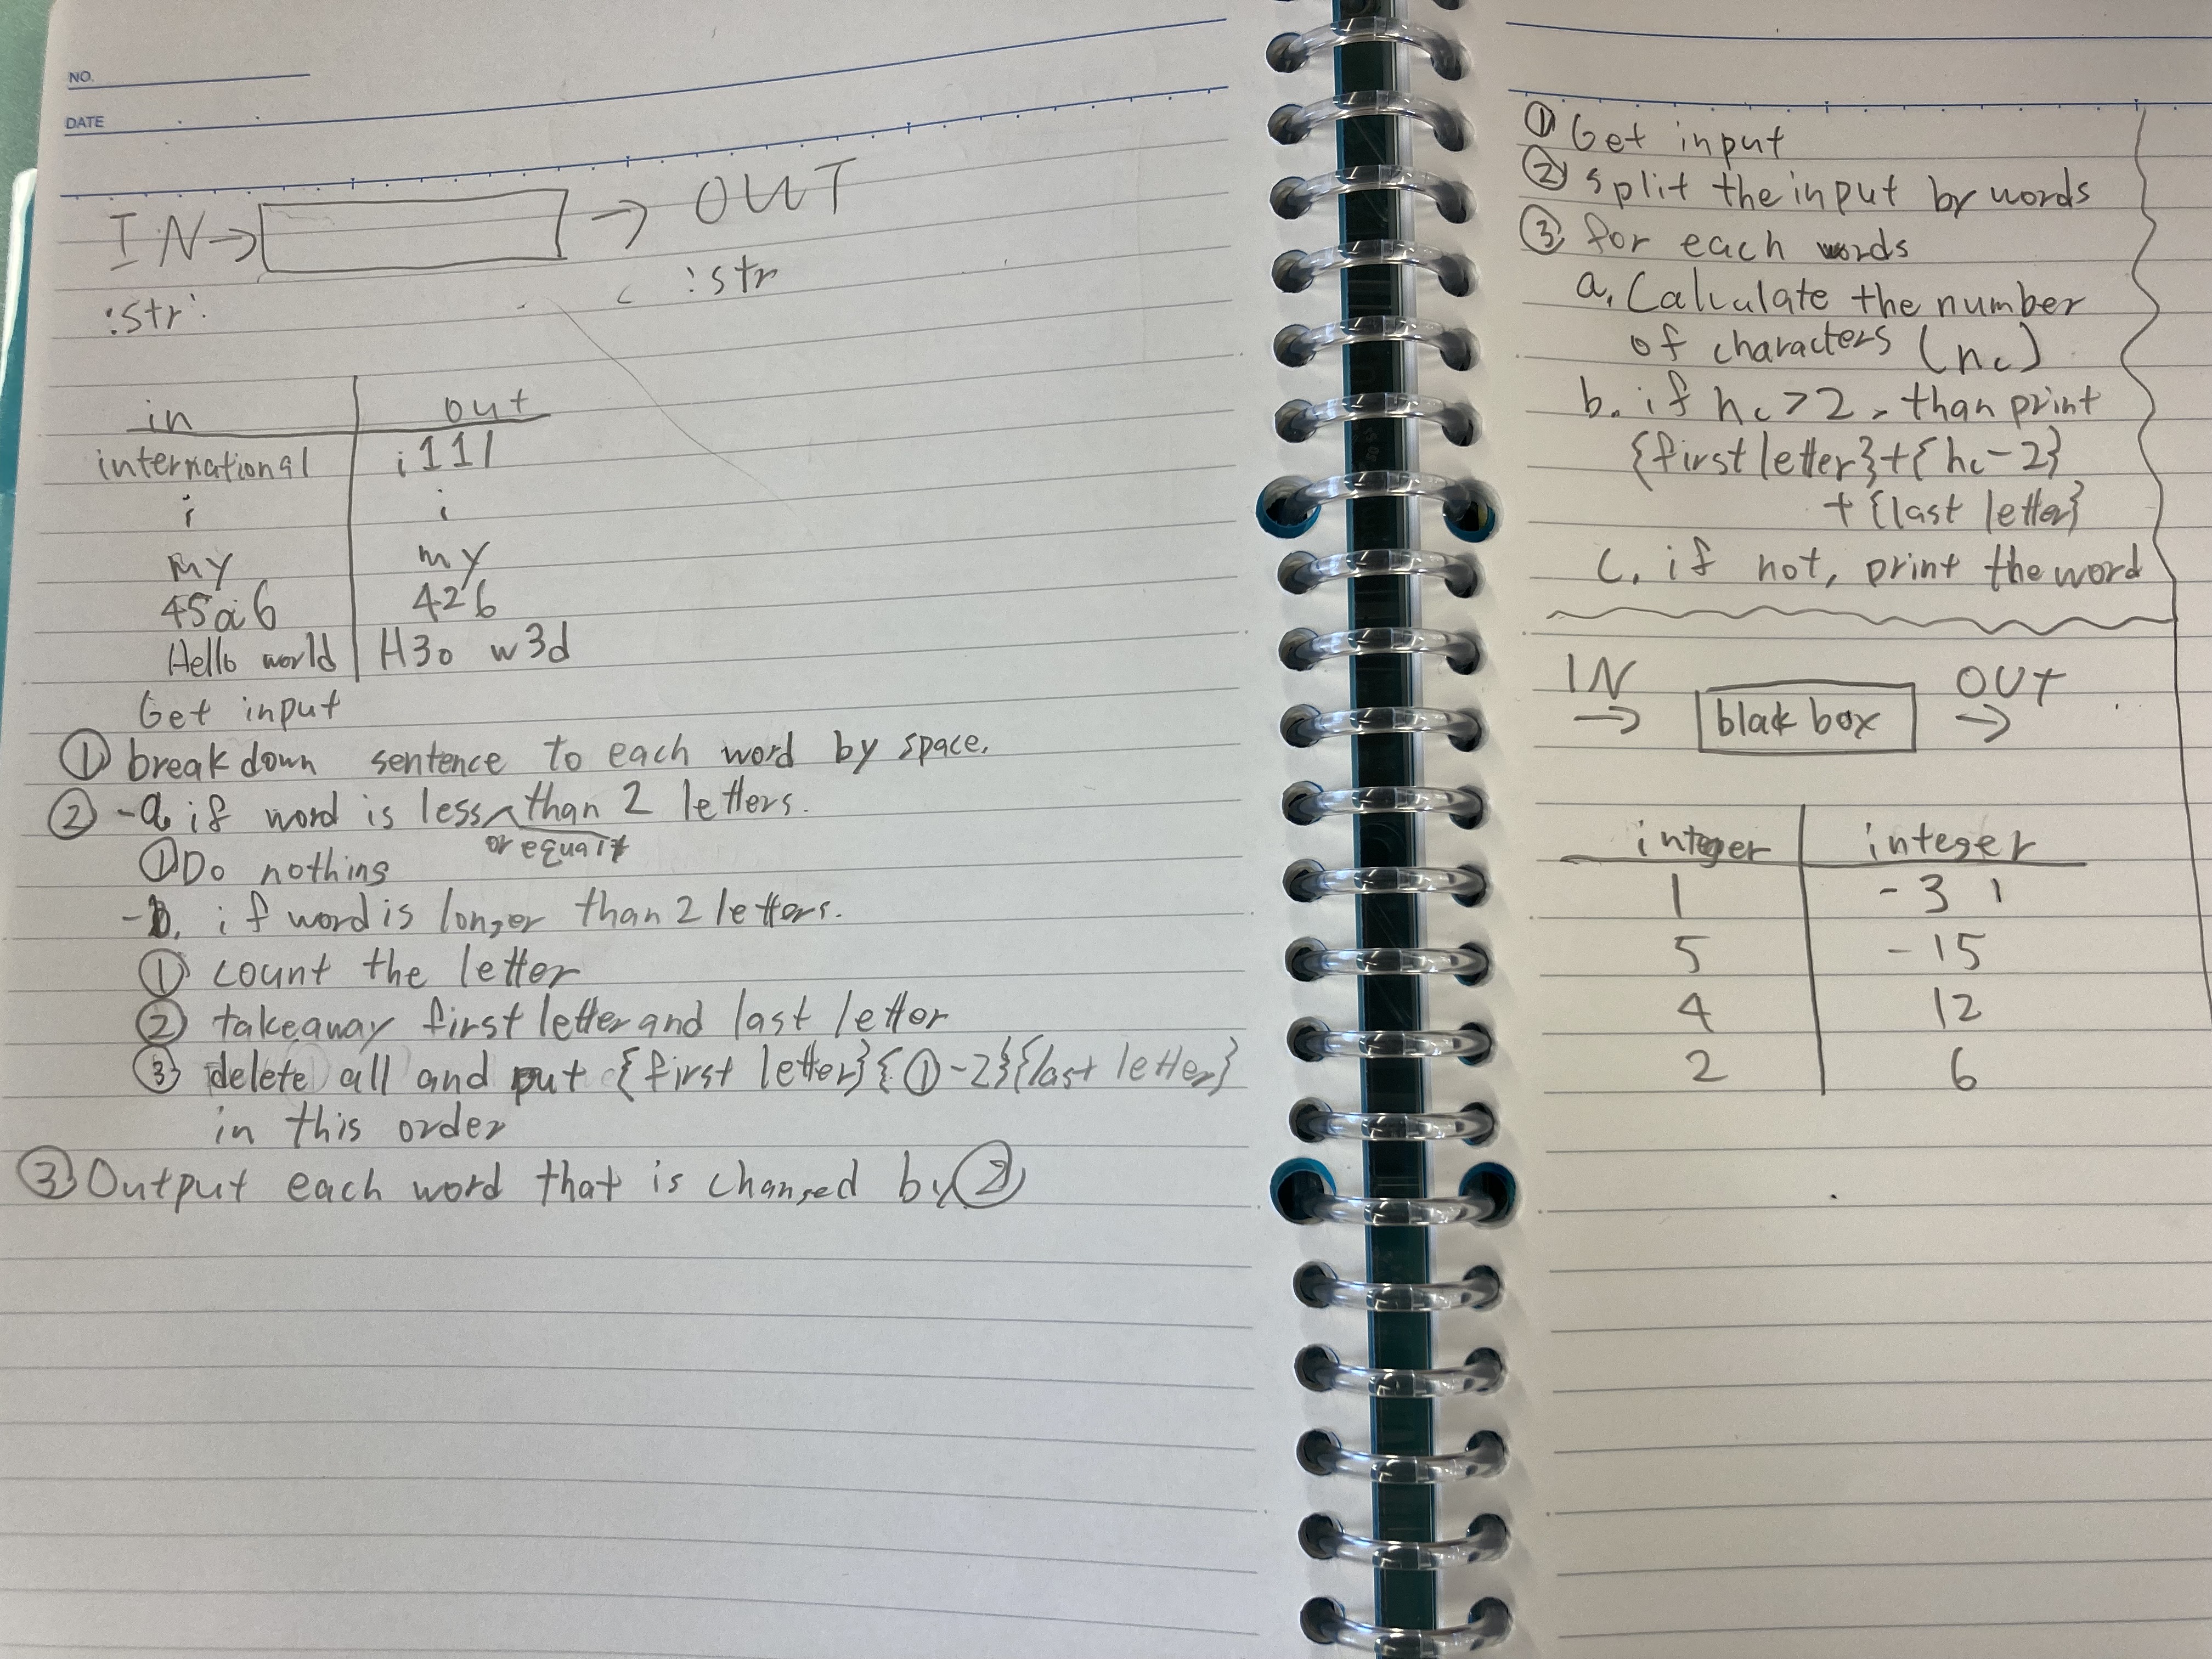 NO.
DATE
IN → → OUT
:str. :str
in out
international i11l
i i
my my
45a6 426
Hello world H3o w3d
Get input
① break down sentence to each word by space.
② -a. if word is less than 2 letters.
or equalt
① Do nothing
-b. if word is longer than 2 letters.
① count the letter
② takeaway first letter and last letter
③ delete all and put {first letter}{①-2}{last letter}
in this order
③ Output each word that is changed by ②,
① Get input
② split the input by words
③ for each words
a. Calculate the number
of characters (nc)
b. if nc > 2, than print
{first letter}+{nc-2}
+{last letter}
c. if not, print the word
IN OUT
→ black box →
integer integer
1 -3
5 -15
4 12
2 6